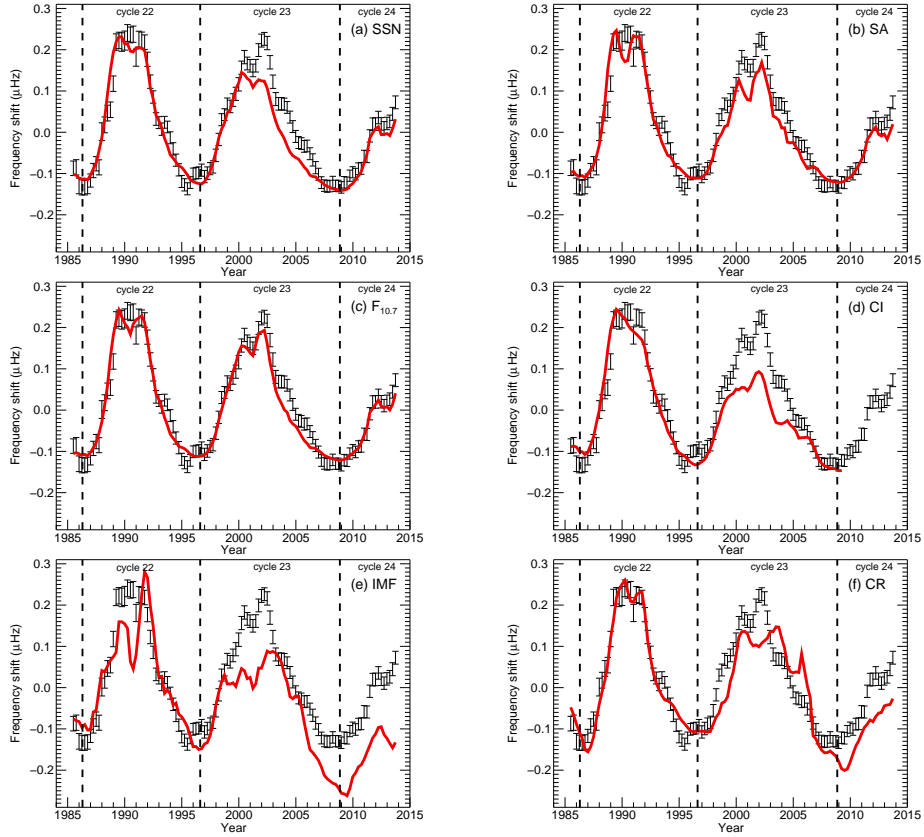 cycle 22 cycle 23 cycle 24
(a) SSN
Frequency shift (μHz)
0.3
0.2
0.1
0.0
−0.1
−0.2
1985 1990 1995 2000 2005 2010 2015
Year
cycle 22 cycle 23 cycle 24
(b) SA
Frequency shift (μHz)
0.3
0.2
0.1
0.0
−0.1
−0.2
1985 1990 1995 2000 2005 2010 2015
Year
cycle 22 cycle 23 cycle 24
(c) F10.7
Frequency shift (μ Hz)
0.3
0.2
0.1
0.0
−0.1
−0.2
1985 1990 1995 2000 2005 2010 2015
Year
cycle 22 cycle 23 cycle 24
(d) CI
Frequency shift (μ Hz)
0.3
0.2
0.1
0.0
−0.1
−0.2
1985 1990 1995 2000 2005 2010 2015
Year
cycle 22 cycle 23 cycle 24
(e) IMF
Frequency shift (μ Hz)
0.3
0.2
0.1
0.0
−0.1
−0.2
1985 1990 1995 2000 2005 2010 2015
Year
cycle 22 cycle 23 cycle 24
(f) CR
Frequency shift (μ Hz)
0.3
0.2
0.1
0.0
−0.1
−0.2
1985 1990 1995 2000 2005 2010 2015
Year